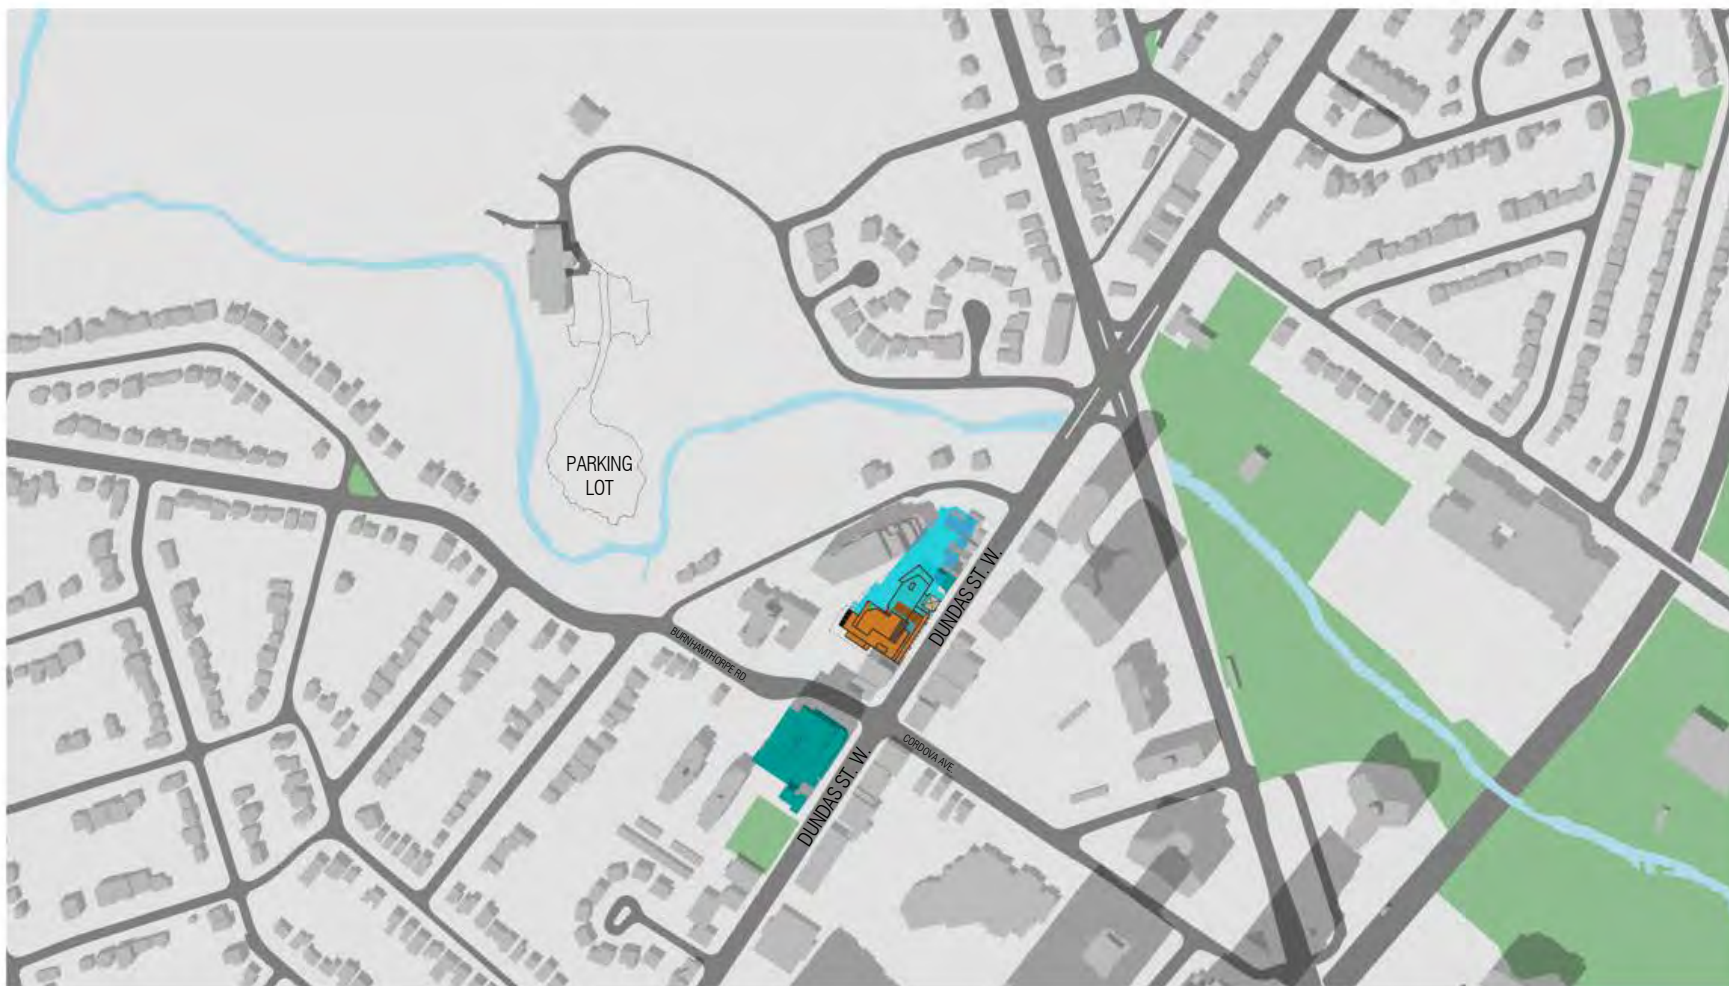 PARKING
LOT
DUNDAS ST. W.
BURNHAMTHORPE RD
CORDOVA AVE.
DUNDAS ST. W.